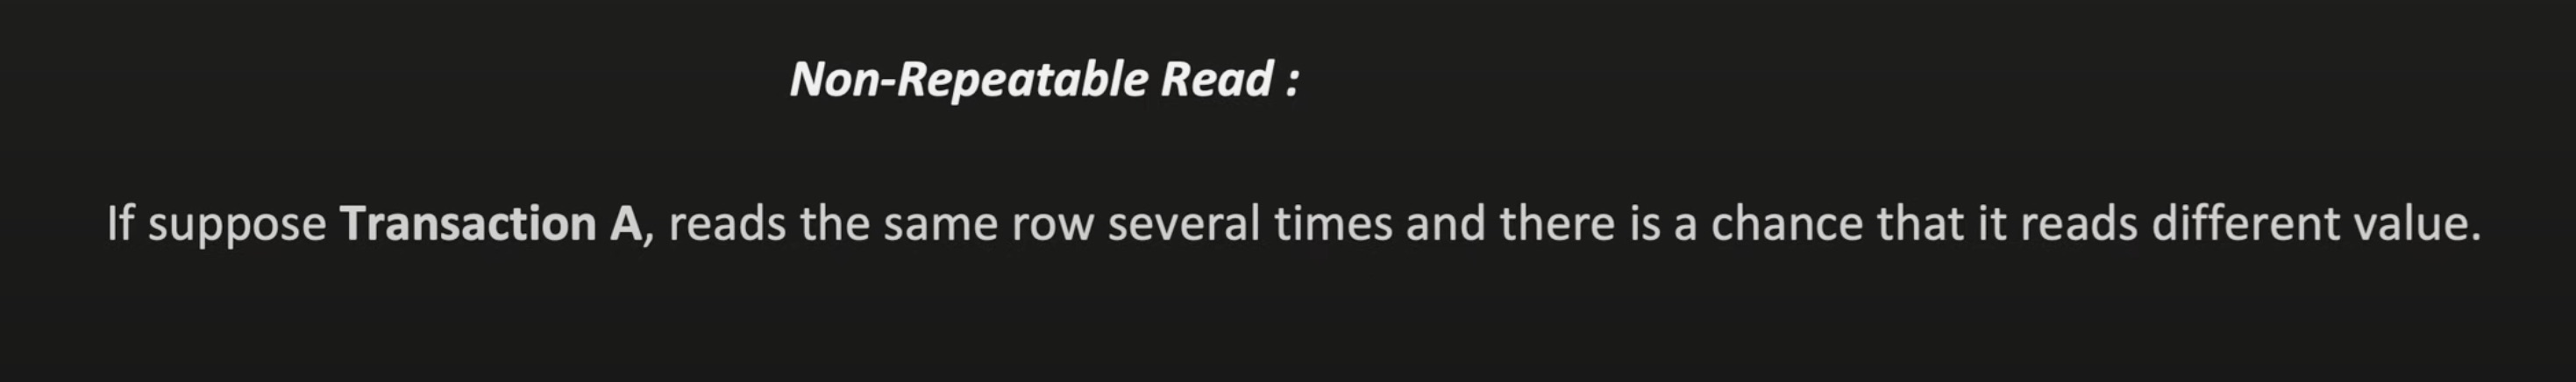 Non-Repeatable Read :
If suppose Transaction A, reads the same row several times and there is a chance that it reads different value.